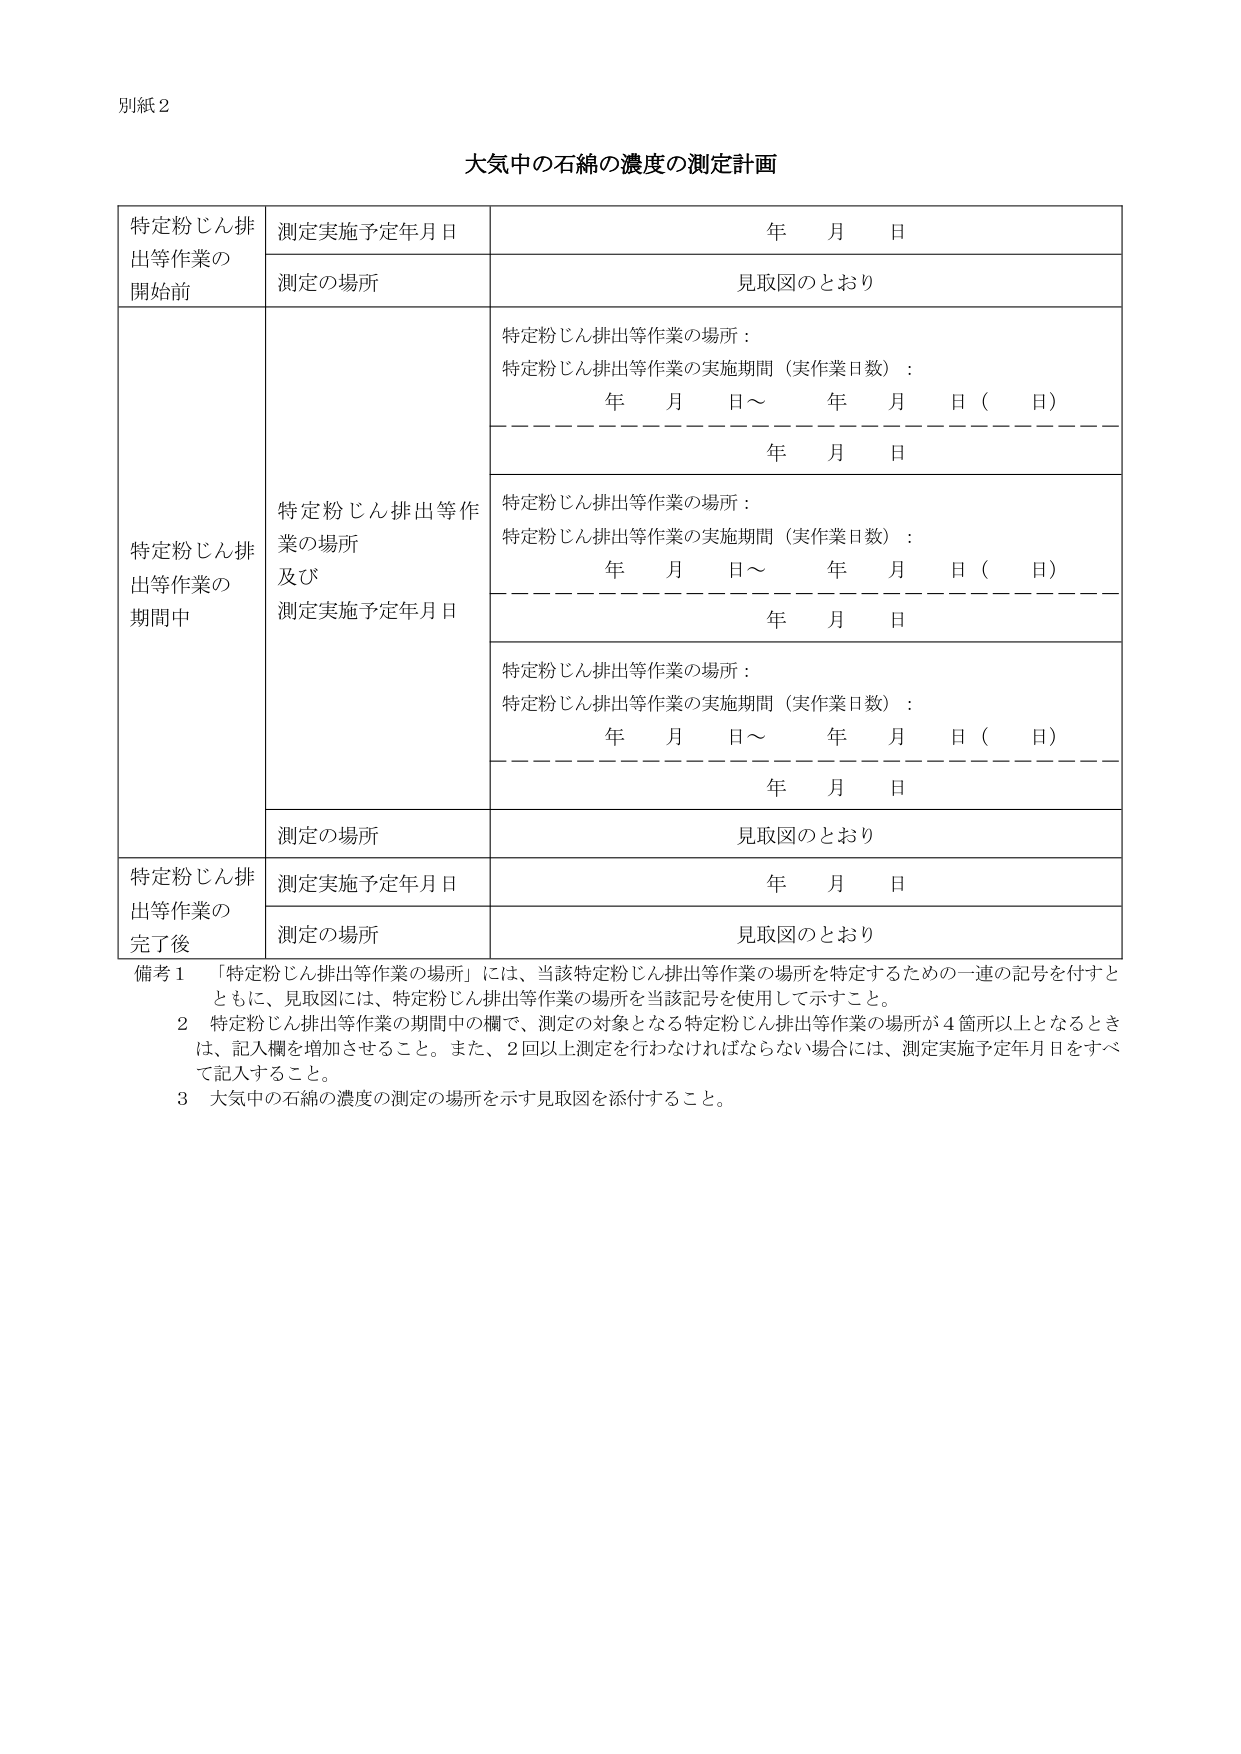 別紙２
大気中の石綿の濃度の測定計画
特定粉じん排
出等作業の
開始前
測定実施予定年月日
年　　月　　日
測定の場所
見取図のとおり
特定粉じん排
出等作業の
期間中
特定粉じん排出等作
業の場所
及び
測定実施予定年月日
特定粉じん排出等作業の場所：
特定粉じん排出等作業の実施期間（実作業日数）：
年　　月　　日～　　　年　　月　　日（　　日）
年　　月　　日
特定粉じん排出等作業の場所：
特定粉じん排出等作業の実施期間（実作業日数）：
年　　月　　日～　　　年　　月　　日（　　日）
年　　月　　日
特定粉じん排出等作業の場所：
特定粉じん排出等作業の実施期間（実作業日数）：
年　　月　　日～　　　年　　月　　日（　　日）
年　　月　　日
測定の場所
見取図のとおり
特定粉じん排
出等作業の
完了後
測定実施予定年月日
年　　月　　日
測定の場所
見取図のとおり
備考１　「特定粉じん排出等作業の場所」には、当該特定粉じん排出等作業の場所を特定するための一連の記号を付すと
ともに、見取図には、特定粉じん排出等作業の場所を当該記号を使用して示すこと。
２　特定粉じん排出等作業の期間中の欄で、測定の対象となる特定粉じん排出等作業の場所が４箇所以上となるとき
は、記入欄を増加させること。また、２回以上測定を行わなければならない場合には、測定実施予定年月日をすべ
て記入すること。
３　大気中の石綿の濃度の測定の場所を示す見取図を添付すること。